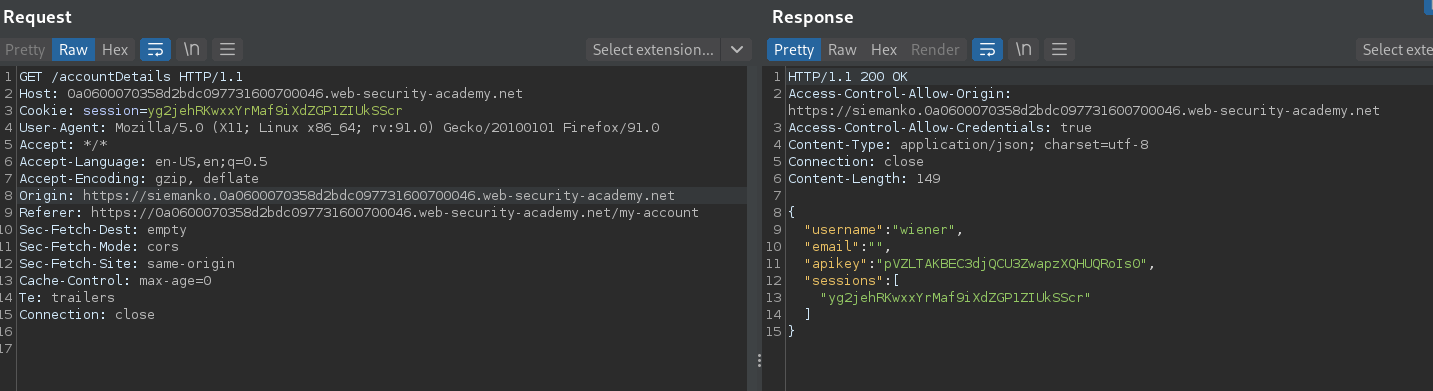 Request
Pretty Raw Hex \n Select extension...
1 GET /accountDetails HTTP/1.1
2 Host: 0a0600070358d2bdc097731600700046.web-security-academy.net
3 Cookie: session=yg2jehRKwxxYrMaf9iXdZGPlZIUkSScr
4 User-Agent: Mozilla/5.0 (X11; Linux x86_64; rv:91.0) Gecko/20100101 Firefox/91.0
5 Accept: */*
6 Accept-Language: en-US,en;q=0.5
7 Accept-Encoding: gzip, deflate
8 Origin: https://siemanko.0a0600070358d2bdc097731600700046.web-security-academy.net
9 Referer: https://0a0600070358d2bdc097731600700046.web-security-academy.net/my-account
10 Sec-Fetch-Dest: empty
11 Sec-Fetch-Mode: cors
12 Sec-Fetch-Site: same-origin
13 Cache-Control: max-age=0
14 Te: trailers
15 Connection: close
16
17
Response
Pretty Raw Hex Render \n Select exte
1 HTTP/1.1 200 OK
2 Access-Control-Allow-Origin:
https://siemanko.0a0600070358d2bdc097731600700046.web-security-academy.net
3 Access-Control-Allow-Credentials: true
4 Content-Type: application/json; charset=utf-8
5 Connection: close
6 Content-Length: 149
7
8 {
9 "username":"wiener",
10 "email":"",
11 "apikey":"pVZLTAKBEC3djQCU3ZwapzXQHUQRoIsO",
12 "sessions":[
13 "yg2jehRKwxxYrMaf9iXdZGPlZIUkSScr"
14 ]
15 }